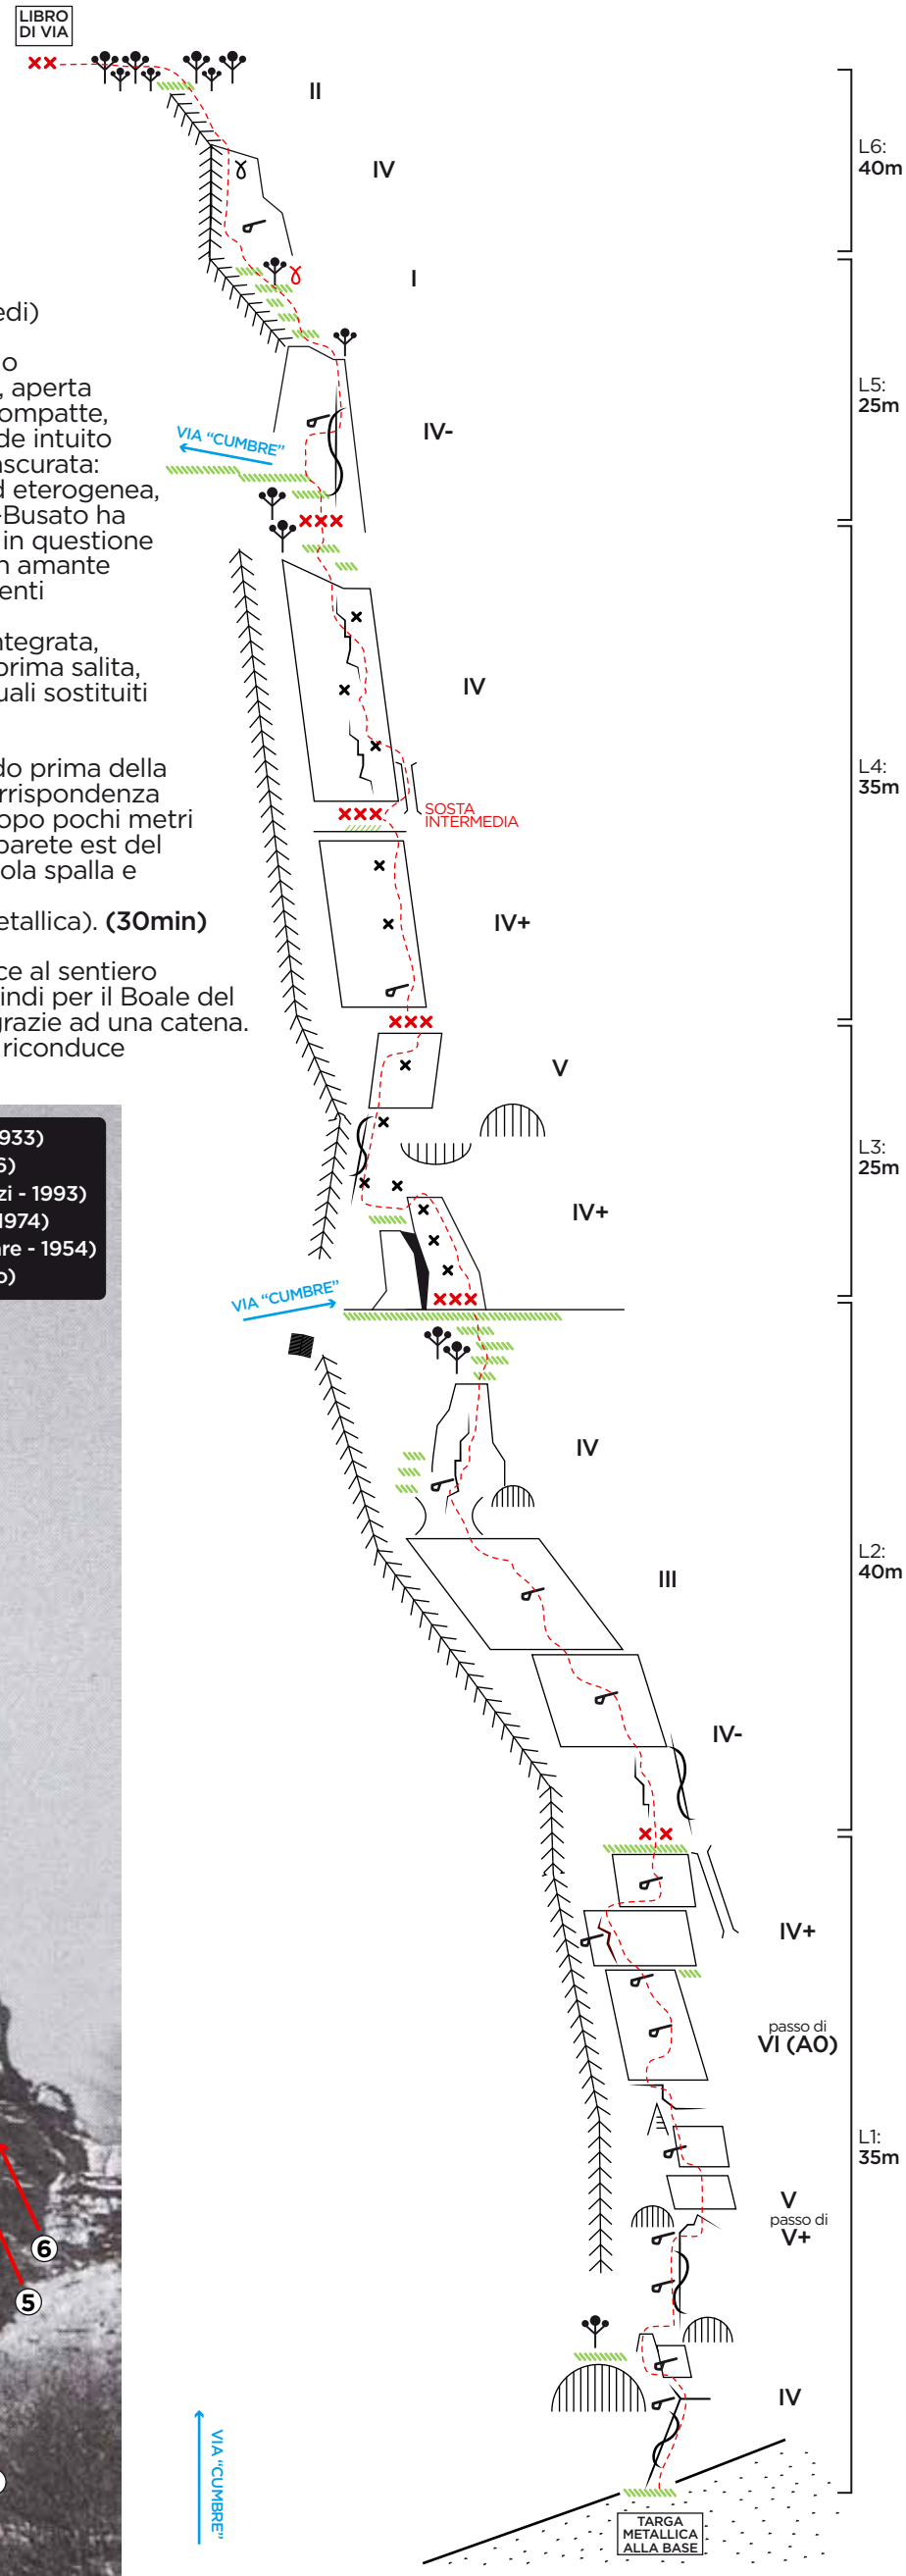 LIBRO
DI VIA
II
IV
L6:
40m
I
edi)
o
, aperta
ompatte,
de intuito
ascurata:
d eterogenea,
-Busato ha
in questione
n amante
enti
ntegrata,
prima salita,
uali sostituiti
do prima della
rrispondenza
opo pochi metri
parete est del
ola spalla e
etallica). (30min)
ce al sentiero
indi per il Boale del
grazie ad una catena.
riconduce
L5:
25m
IV-
VIA “CUMBRE”
IV
L4:
35m
SOSTA
INTERMEDIA
IV+
V
L3:
25m
IV+
933)
6)
zi - 1993)
1974)
are - 1954)
o)
VIA “CUMBRE”
IV
L2:
40m
III
IV-
IV+
passo di
VI (A0)
L1:
35m
V
passo di
V+
IV
6
5
VIA “CUMBRE”
TARGA
METALLICA
ALLA BASE